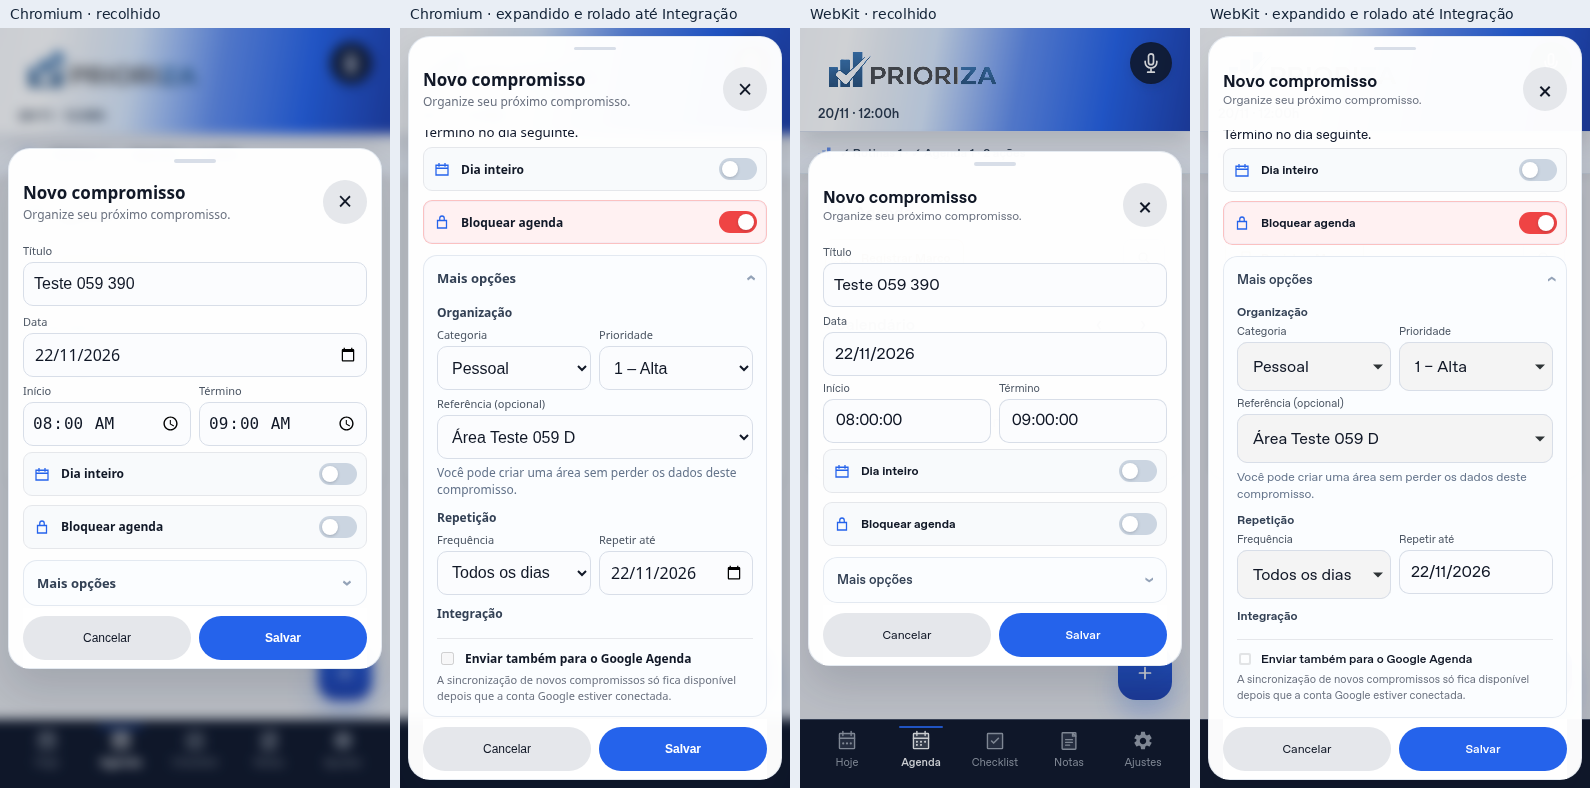 Chromium · recolhido
PRIORIZA
Novo compromisso
Organize seu próximo compromisso.
Título
Teste 059 390
Data
22/11/2026
Início
Término
08:00 AM
09:00 AM
Dia inteiro
Bloquear agenda
Mais opções
Cancelar
Salvar
Chromium · expandido e rolado até Integração
Novo compromisso
Organize seu próximo compromisso.
Término no dia seguinte.
Dia inteiro
Bloquear agenda
Mais opções
Organização
Categoria
Prioridade
Pessoal
1 – Alta
Referência (opcional)
Área Teste 059 D
Você pode criar uma área sem perder os dados deste
compromisso.
Repetição
Frequência
Repetir até
Todos os dias
22/11/2026
Integração
Enviar também para o Google Agenda
A sincronização de novos compromissos só fica disponível
depois que a conta Google estiver conectada.
Cancelar
Salvar
WebKit · recolhido
PRIORIZA
20/11 · 12:00h
Novo compromisso
Organize seu próximo compromisso.
Título
Teste 059 390
Data
22/11/2026
Início
Término
08:00:00
09:00:00
Dia inteiro
Bloquear agenda
Mais opções
Cancelar
Salvar
Hoje
Agenda
Checklist
Notas
Ajustes
WebKit · expandido e rolado até Integração
Novo compromisso
Organize seu próximo compromisso.
Término no dia seguinte.
Dia inteiro
Bloquear agenda
Mais opções
Organização
Categoria
Prioridade
Pessoal
1 – Alta
Referência (opcional)
Área Teste 059 D
Você pode criar uma área sem perder os dados deste
compromisso.
Repetição
Frequência
Repetir até
Todos os dias
22/11/2026
Integração
Enviar também para o Google Agenda
A sincronização de novos compromissos só fica disponível
depois que a conta Google estiver conectada.
Cancelar
Salvar